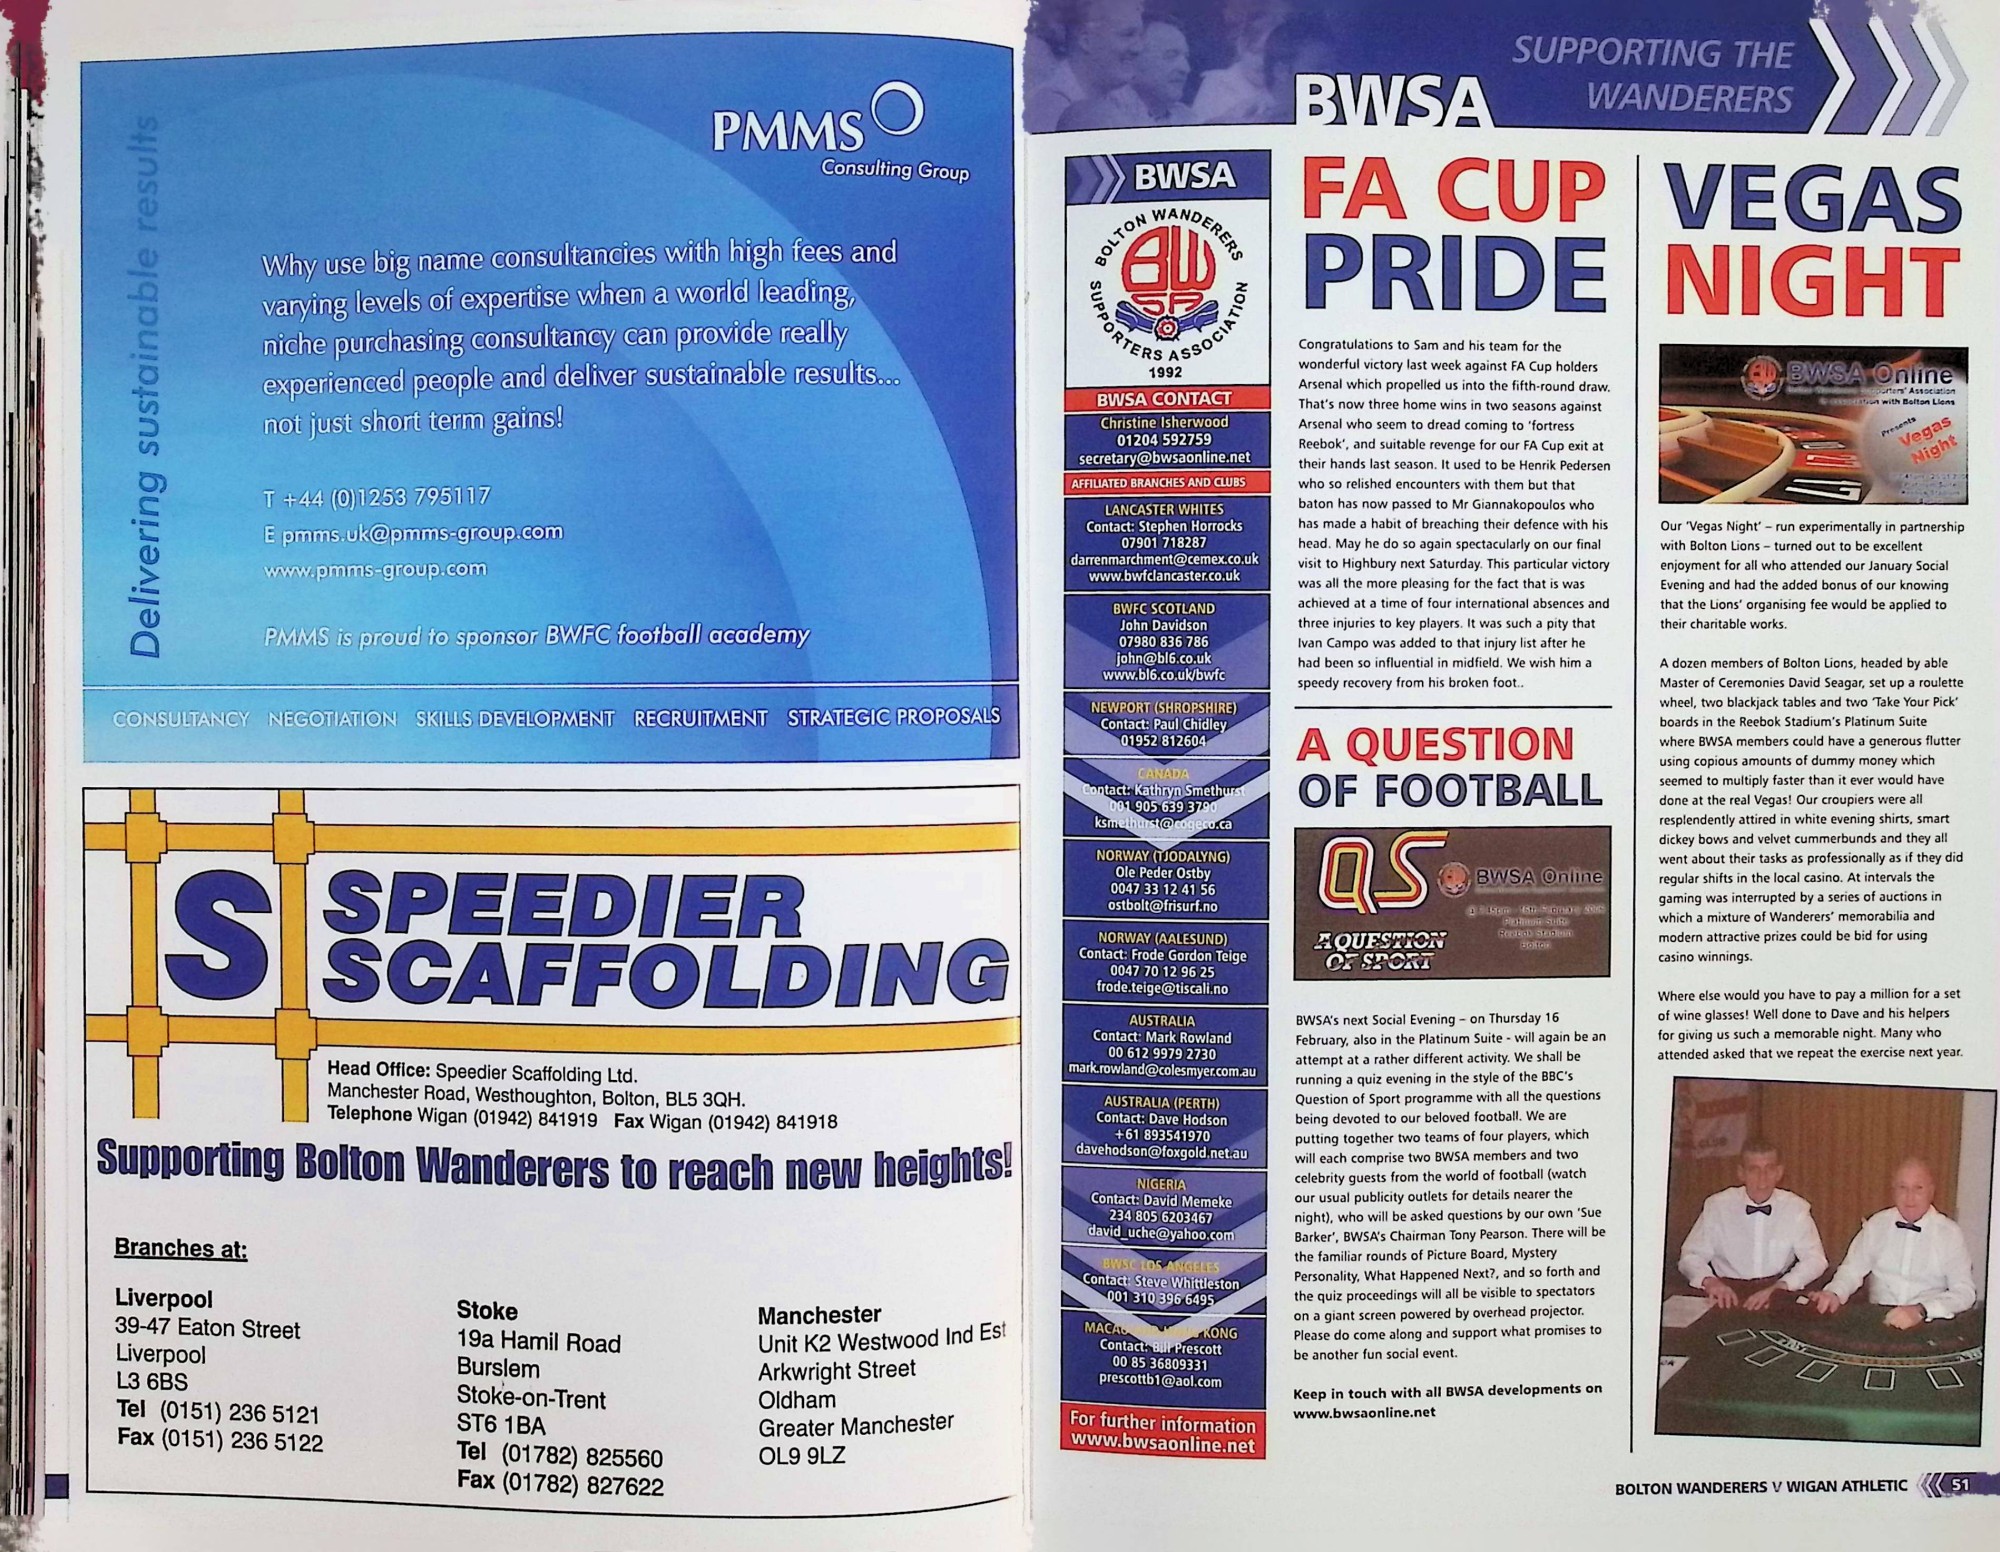 Delivering sustainable results
PMMS
Consulting Group
Why use big name consultancies with high fees and
varying levels of expertise when a world leading,
niche purchasing consultancy can provide really
experienced people and deliver sustainable results...
not just short term gains!
T +44 (0)1253 795117
E pmms.uk@pmms-group.com
www.pmms-group.com
PMMS is proud to sponsor BWFC football academy
CONSULTANCY NEGOTIATION SKILLS DEVELOPMENT RECRUITMENT STRATEGIC PROPOSALS
S
SPEEDIER
SCAFFOLDING
Head Office: Speedier Scaffolding Ltd.
Manchester Road, Westhoughton, Bolton, BL5 3QH.
Telephone Wigan (01942) 841919 Fax Wigan (01942) 841918
Supporting Bolton Wanderers to reach new heights!
Branches at:
Liverpool
39-47 Eaton Street
Liverpool
L3 6BS
Tel (0151) 236 5121
Fax (0151) 236 5122
Stoke
19a Hamil Road
Burslem
Stoke-on-Trent
ST6 1BA
Tel (01782) 825560
Fax (01782) 827622
Manchester
Unit K2 Westwood Ind Est
Arkwright Street
Oldham
Greater Manchester
OL9 9LZ
BWSA
SUPPORTING THE
WANDERERS
BWSA
BOLTON WANDERERS
BW
SA
SUPPORTERS ASSOCIATION
1992
BWSA CONTACT
Christine Isherwood
01204 592759
secretary@bwsaonline.net
AFFILIATED BRANCHES AND CLUBS
LANCASTER WHITES
Contact: Stephen Horrocks
07901 718287
darrenmarchment@cemex.co.uk
www.bwfclancaster.co.uk
BWFC SCOTLAND
John Davidson
07980 836 786
john@bl6.co.uk
www.bl6.co.uk/bwfc
NEWPORT (SHROPSHIRE)
Contact: Paul Chidley
01952 812604
CANADA
Contact: Kathryn Smethurst
001 905 639 3790
ksmethurst@cogeco.ca
NORWAY (TJODALYNG)
Ole Peder Ostby
0047 33 12 41 56
ostbolt@frisurf.no
NORWAY (AALESUND)
Contact: Frode Gordon Teige
0047 70 12 96 25
frode.teige@tiscali.no
AUSTRALIA
Contact: Mark Rowland
00 612 9979 2730
mark.rowland@colesmyer.com.au
AUSTRALIA (PERTH)
Contact: Dave Hodson
+61 893541970
davehodson@foxgold.net.au
NIGERIA
Contact: David Memeke
234 805 6203467
david_uche@yahoo.com
BWSC LOS ANGELES
Contact: Steve Whittleston
001 310 396 6495
MACAU AND HONG KONG
Contact: Bill Prescott
00 85 36809331
prescottb1@aol.com
For further information
www.bwsaonline.net
FA CUP
PRIDE
Congratulations to Sam and his team for the
wonderful victory last week against FA Cup holders
Arsenal which propelled us into the fifth-round draw.
That's now three home wins in two seasons against
Arsenal who seem to dread coming to 'fortress
Reebok', and suitable revenge for our FA Cup exit at
their hands last season. It used to be Henrik Pedersen
who so relished encounters with them but that
baton has now passed to Mr Giannakopoulos who
has made a habit of breaching their defence with his
head. May he do so again spectacularly on our final
visit to Highbury next Saturday. This particular victory
was all the more pleasing for the fact that is was
achieved at a time of four international absences and
three injuries to key players. It was such a pity that
Ivan Campo was added to that injury list after he
had been so influential in midfield. We wish him a
speedy recovery from his broken foot..
A QUESTION
OF FOOTBALL
QS
A QUESTION
OF SPORT
BWSA Online
Platinum Suite
Reebok Stadium
Bolton
BWSA's next Social Evening – on Thursday 16
February, also in the Platinum Suite - will again be an
attempt at a rather different activity. We shall be
running a quiz evening in the style of the BBC's
Question of Sport programme with all the questions
being devoted to our beloved football. We are
putting together two teams of four players, which
will each comprise two BWSA members and two
celebrity guests from the world of football (watch
our usual publicity outlets for details nearer the
night), who will be asked questions by our own 'Sue
Barker', BWSA's Chairman Tony Pearson. There will be
the familiar rounds of Picture Board, Mystery
Personality, What Happened Next?, and so forth and
the quiz proceedings will all be visible to spectators
on a giant screen powered by overhead projector.
Please do come along and support what promises to
be another fun social event.
Keep in touch with all BWSA developments on
www.bwsaonline.net
VEGAS
NIGHT
BWSA Online
Association
in association with Bolton Lions
Presents
Vegas
Night
Our 'Vegas Night' – run experimentally in partnership
with Bolton Lions – turned out to be excellent
enjoyment for all who attended our January Social
Evening and had the added bonus of our knowing
that the Lions' organising fee would be applied to
their charitable works.
A dozen members of Bolton Lions, headed by able
Master of Ceremonies David Seagar, set up a roulette
wheel, two blackjack tables and two 'Take Your Pick'
boards in the Reebok Stadium's Platinum Suite
where BWSA members could have a generous flutter
using copious amounts of dummy money which
seemed to multiply faster than it ever would have
done at the real Vegas! Our croupiers were all
resplendently attired in white evening shirts, smart
dickey bows and velvet cummerbunds and they all
went about their tasks as professionally as if they did
regular shifts in the local casino. At intervals the
gaming was interrupted by a series of auctions in
which a mixture of Wanderers' memorabilia and
modern attractive prizes could be bid for using
casino winnings.
Where else would you have to pay a million for a set
of wine glasses! Well done to Dave and his helpers
for giving us such a memorable night. Many who
attended asked that we repeat the exercise next year.
BOLTON WANDERERS V WIGAN ATHLETIC 51